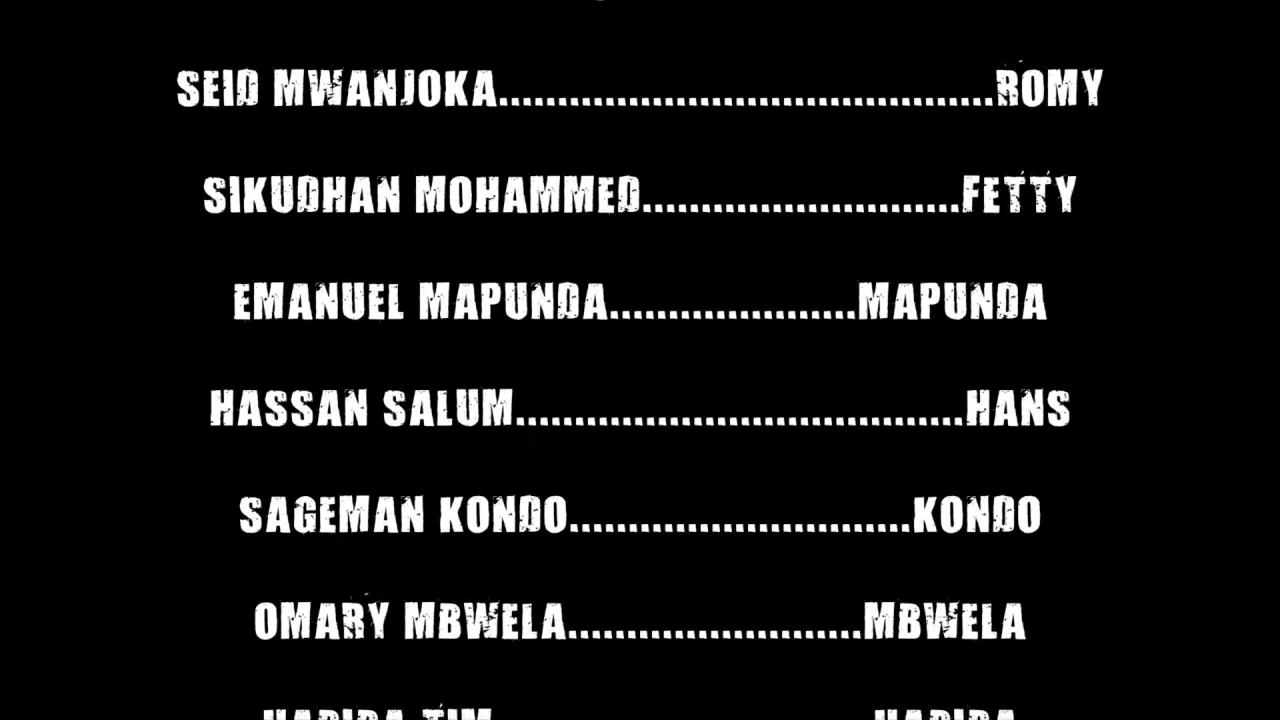 SEID MWANJOKA..........................................ROMY
SIKUDHAN MOHAMMED...........................FETTY
EMANUEL MAPUNDA.....................MAPUNDA
HASSAN SALUM......................................HANS
SAGEMAN KONDO.............................KONDO
OMARY MBWELA.........................MBWELA